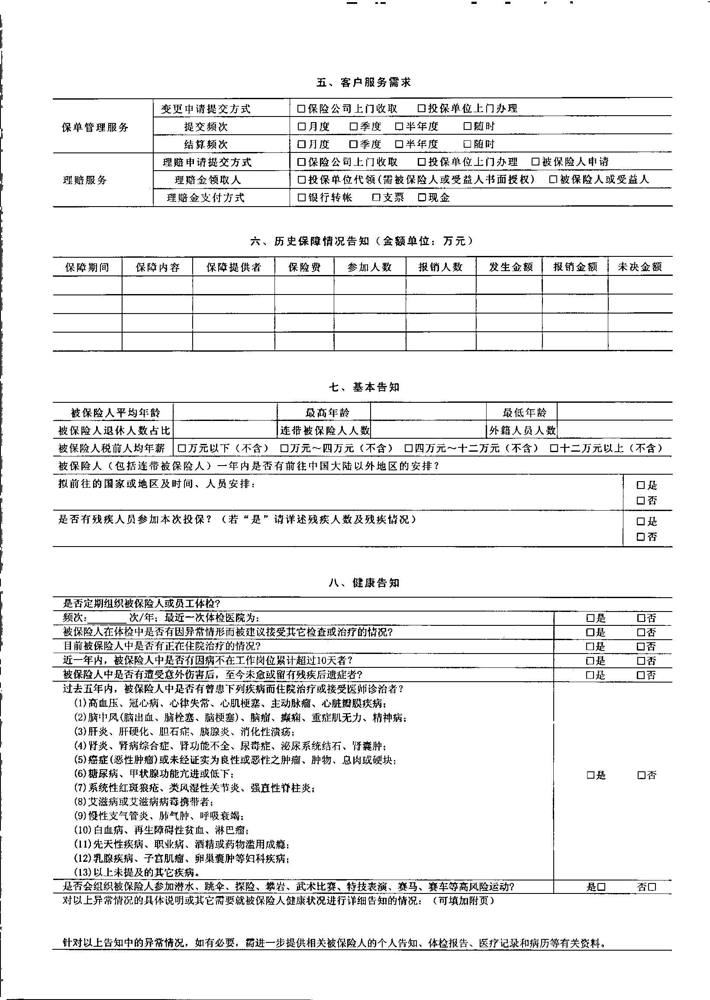 五、客户服务需求
保单管理服务 变更申请提交方式 □保险公司上门收取 □投保单位上门办理
提交频次 □月度 □季度 □半年度 □随时
结算频次 □月度 □季度 □半年度 □随时
理赔服务 理赔申请提交方式 □保险公司上门收取 □投保单位上门办理 □被保险人申请
理赔金领取人 □投保单位代领(需被保险人或受益人书面授权) □被保险人或受益人
理赔金支付方式 □银行转帐 □支票 □现金
六、历史保障情况告知（金额单位：万元）
保障期间 保障内容 保障提供者 保险费 参加人数 报销人数 发生金额 报销金额 未决金额
七、基本告知
被保险人平均年龄 最高年龄 最低年龄
被保险人退休人数占比 连带被保险人人数 外籍人员人数
被保险人税前人均年薪 □万元以下（不含） □万元～四万元（不含） □四万元～十二万元（不含） □十二万元以上（不含）
被保险人（包括连带被保险人）一年内是否有前往中国大陆以外地区的安排？
拟前往的国家或地区及时间、人员安排：
□是
□否
是否有残疾人员参加本次投保？（若“是”请详述残疾人数及残疾情况）
□是
□否
八、健康告知
是否定期组织被保险人或员工体检?
频次:______次/年；最近一次体检医院为: □是 □否
被保险人在体检中是否有因异常情形而被建议接受其它检查或治疗的情况? □是 □否
目前被保险人中是否有正在住院治疗的情况? □是 □否
近一年内，被保险人中是否有因病不在工作岗位累计超过10天者? □是 □否
被保险人中是否有遭受意外伤害后，至今未愈或留有残疾后遗症者? □是 □否
过去五年内，被保险人中是否有曾患下列疾病而住院治疗或接受医师诊治者?
(1)高血压、冠心病、心律失常、心肌梗塞、主动脉瘤、心脏瓣膜疾病；
(2)脑中风(脑出血、脑栓塞、脑梗塞)、脑瘤、癫痫、重症肌无力、精神病；
(3)肝炎、肝硬化、胆石症、胰腺炎、消化性溃疡；
(4)肾炎、肾病综合症、肾功能不全、尿毒症、泌尿系统结石、肾囊肿；
(5)癌症(恶性肿瘤)或未经证实为良性或恶性之肿瘤、肿物、息肉或硬块；
(6)糖尿病、甲状腺功能亢进或低下； □是 □否
(7)系统性红斑狼疮、类风湿性关节炎、强直性脊柱炎；
(8)艾滋病或艾滋病病毒携带者；
(9)慢性支气管炎、肺气肿、呼吸衰竭；
(10)白血病、再生障碍性贫血、淋巴瘤；
(11)先天性疾病、职业病、酒精或药物滥用成瘾；
(12)乳腺疾病、子宫肌瘤、卵巢囊肿等妇科疾病；
(13)以上未提及的其它疾病。
是否会组织被保险人参加潜水、跳伞、探险、攀岩、武术比赛、特技表演、赛马、赛车等高风险运动? 是□ 否□
对以上异常情况的具体说明或其它需要就被保险人健康状况进行详细告知的情况：（可填加附页）
针对以上告知中的异常情况，如有必要，需进一步提供相关被保险人的个人告知、体检报告、医疗记录和病历等有关资料。